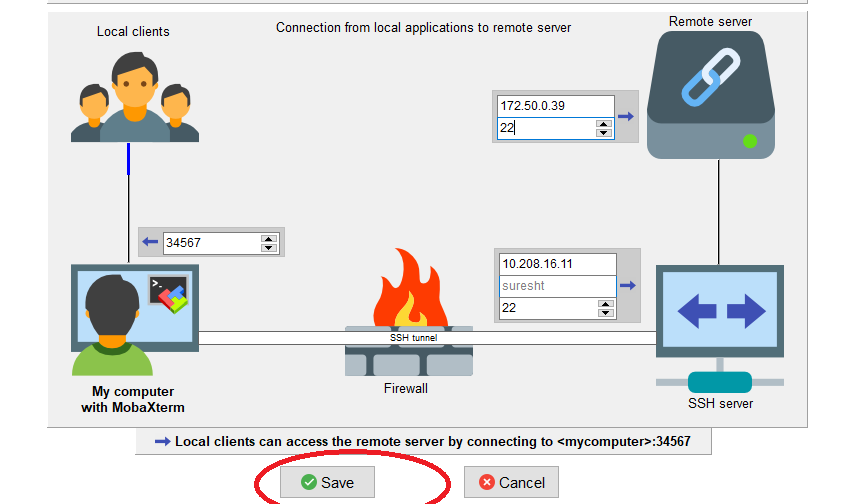 Local clients
Connection from local applications to remote server
Remote server
172.50.0.39
22
34567
>_
10.208.16.11
suresht
22
SSH tunnel
Firewall
My computer
with MobaXterm
SSH server
Local clients can access the remote server by connecting to <mycomputer>:34567
Save
Cancel